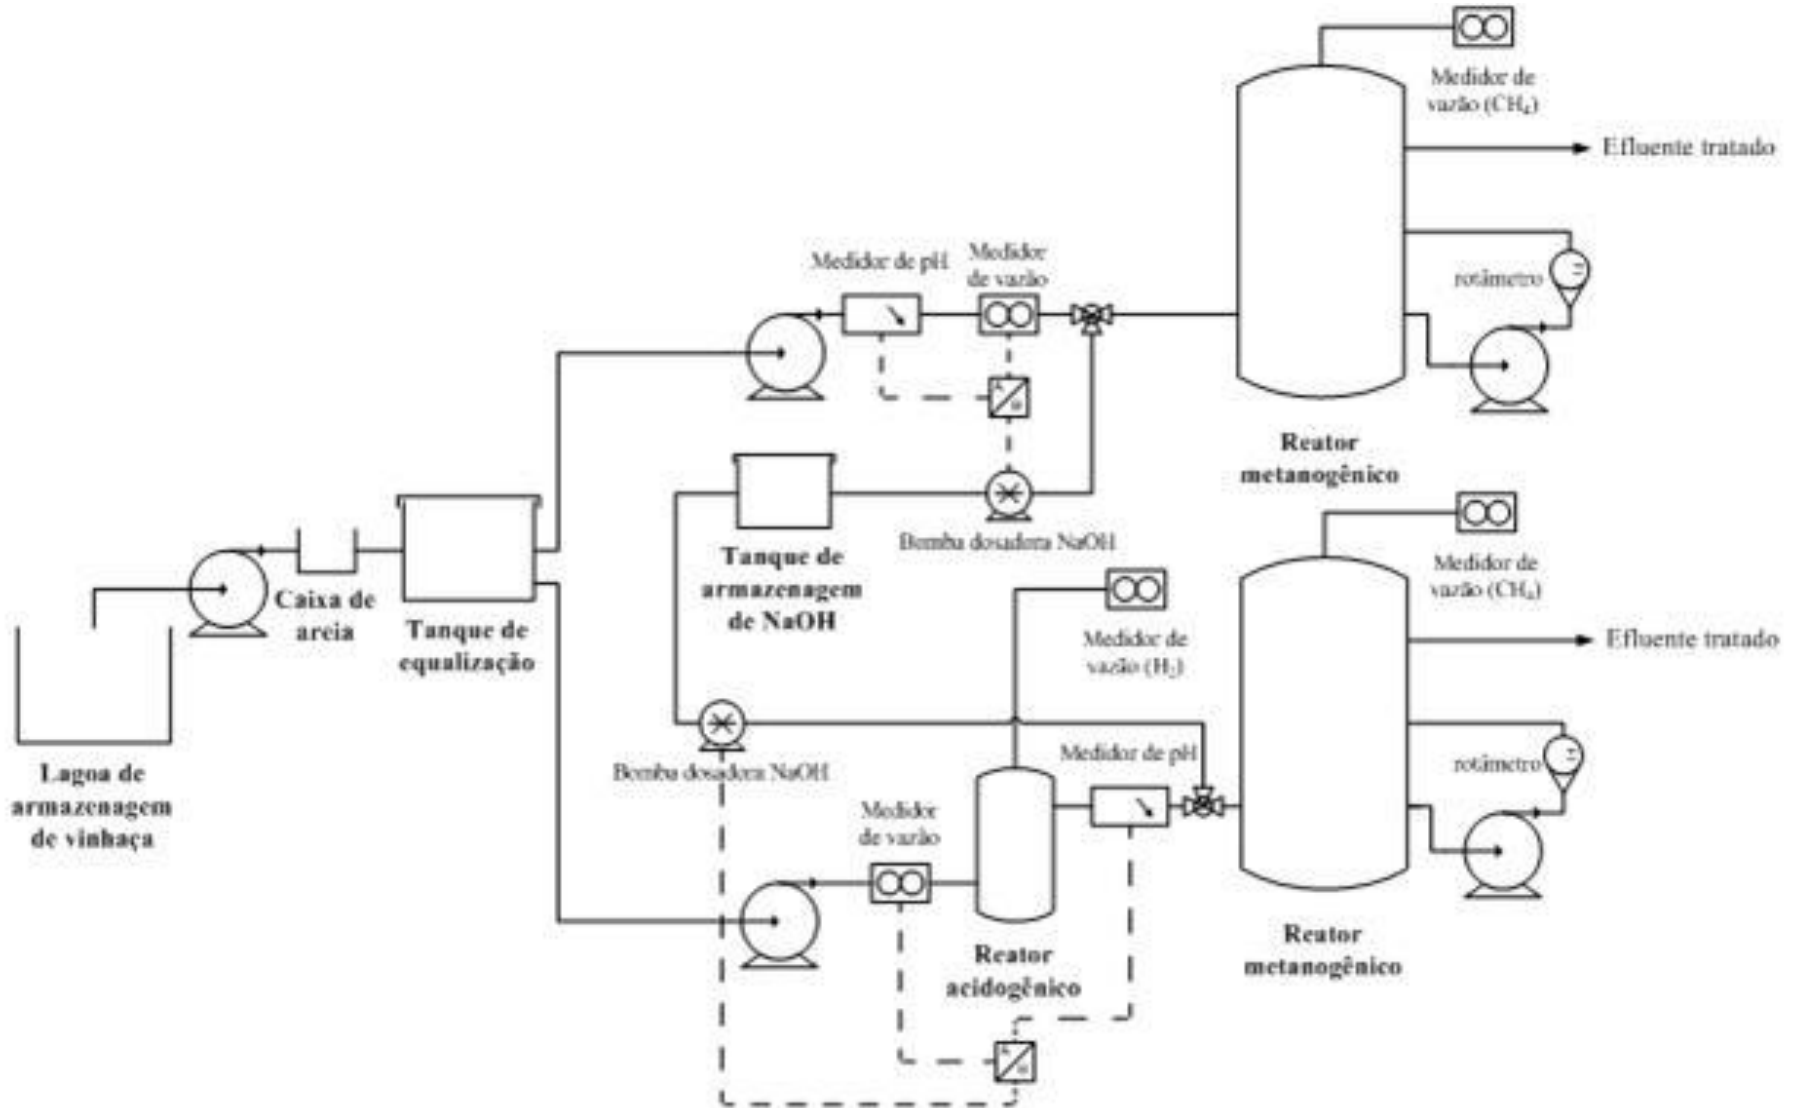 Medidor de
vazão (CH₄)
Efluente tratado
Medidor de pH
Medidor
de vazão
rotâmetro
Reator
metanogênico
Bomba dosadora NaOH
Tanque de
armazenagem
de NaOH
Medidor de
vazão (CH₄)
Caixa de
areia
Tanque de
equalização
Medidor de
vazão (H₂)
Efluente tratado
Lagoa de
armazenagem
de vinhaça
Bomba dosadora NaOH
Medidor de pH
rotâmetro
Medidor
de vazão
Reator
acidogênico
Reator
metanogênico